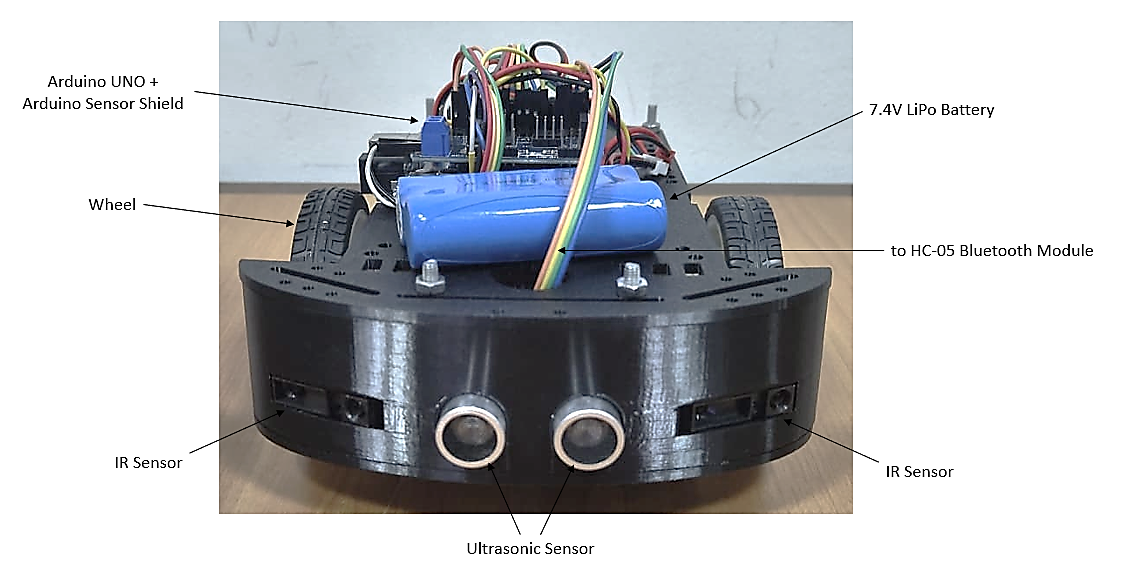 Arduino UNO +
Arduino Sensor Shield
7.4V LiPo Battery
Wheel
to HC-05 Bluetooth Module
IR Sensor
IR Sensor
Ultrasonic Sensor